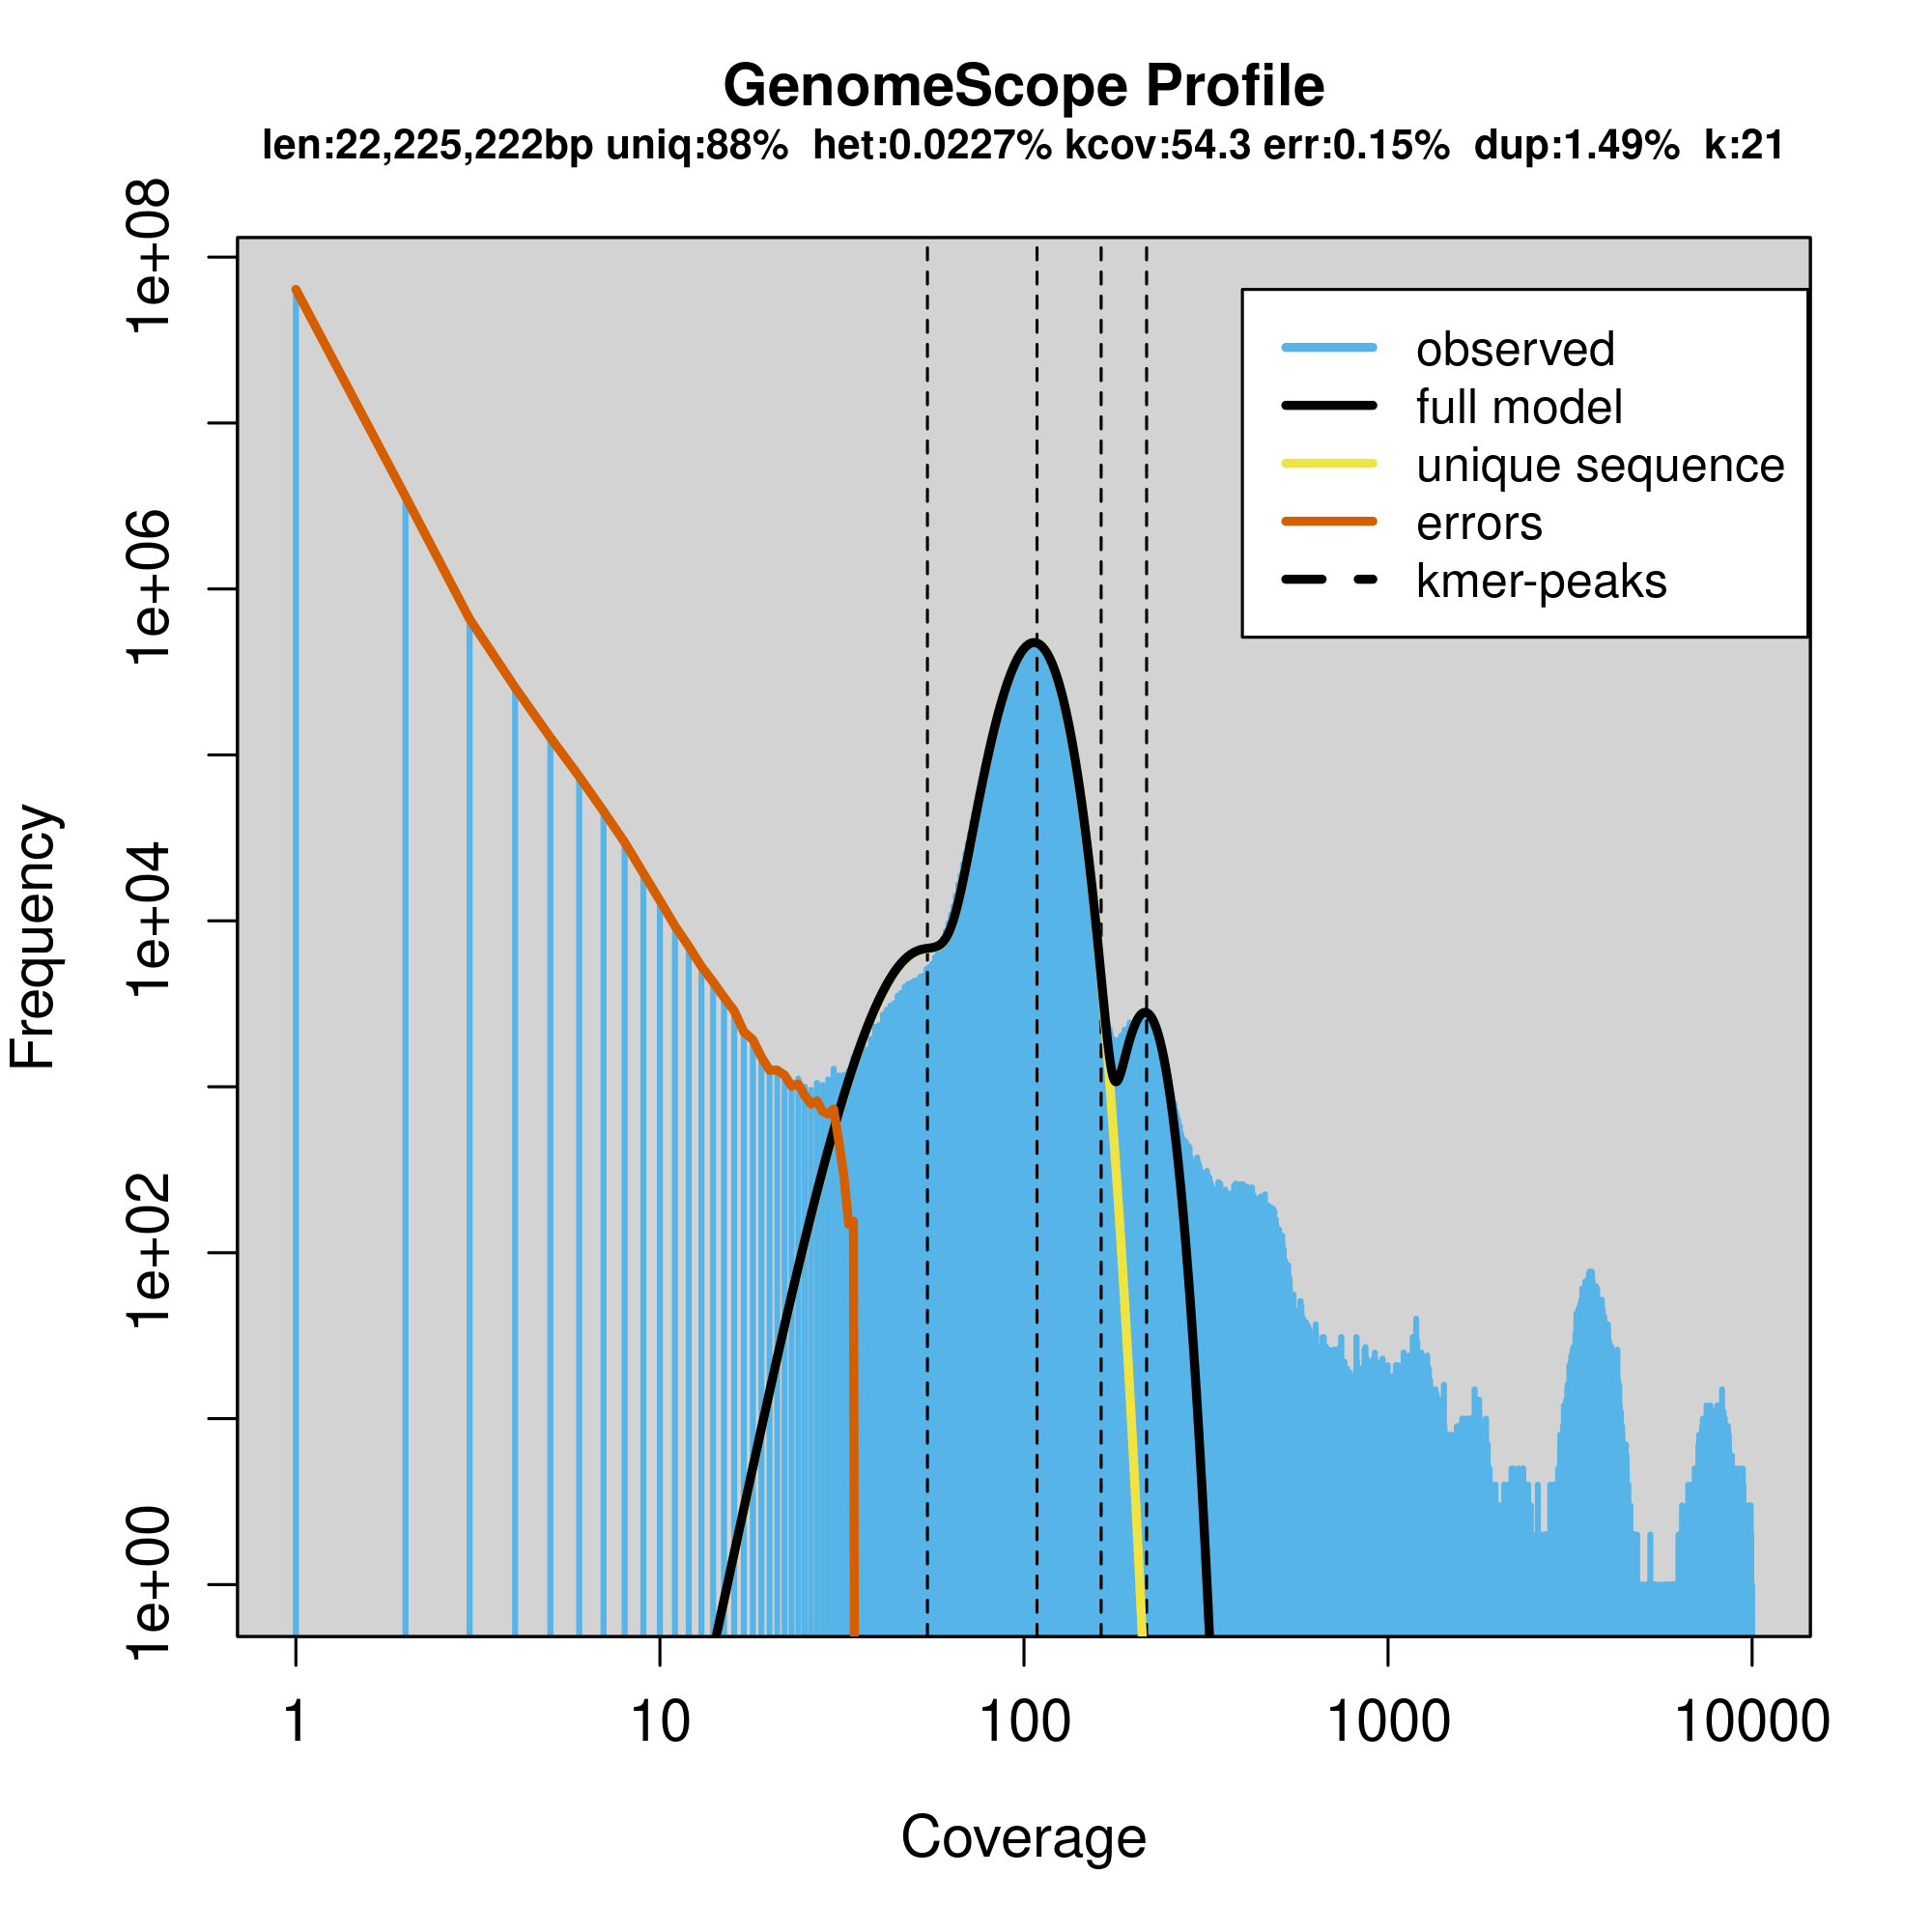 GenomeScope Profile
len:22,225,222bp uniq:88% het:0.0227% kcov:54.3 err:0.15% dup:1.49% k:21
1e+08
1e+06
1e+04
1e+02
1e+00
Frequency
observed
full model
unique sequence
errors
kmer-peaks
1 10 100 1000 10000
Coverage